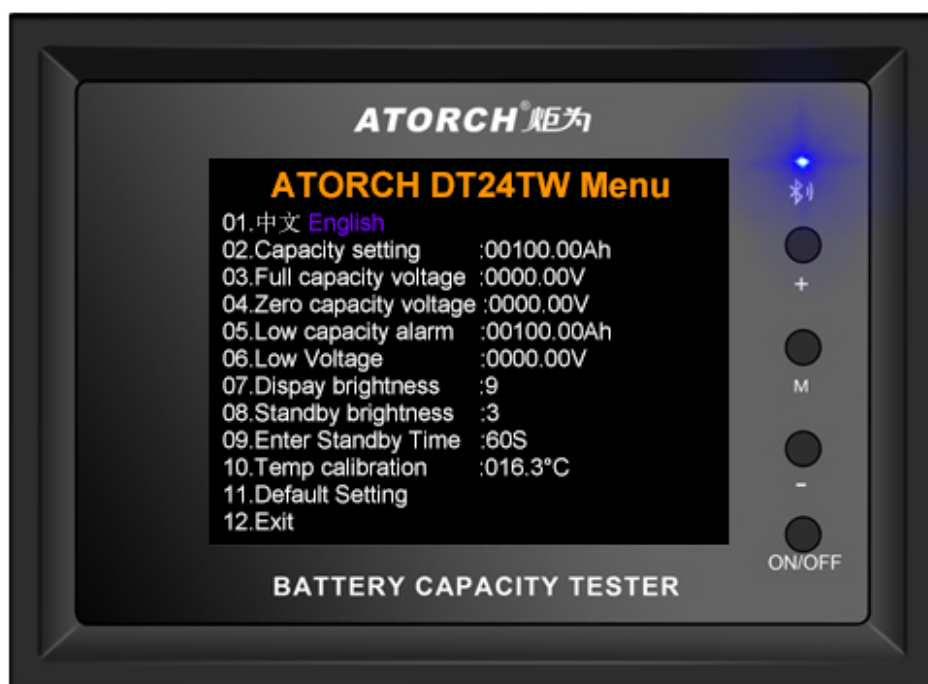 ATORCH®炬为
ATORCH DT24TW Menu
01.中文 English
02.Capacity setting :00100.00Ah
03.Full capacity voltage :0000.00V
04.Zero capacity voltage :0000.00V
05.Low capacity alarm :00100.00Ah
06.Low Voltage :0000.00V
07.Dispay brightness :9
08.Standby brightness :3
09.Enter Standby Time :60S
10.Temp calibration :016.3°C
11.Default Setting
12.Exit
+
M
-
ON/OFF
BATTERY CAPACITY TESTER